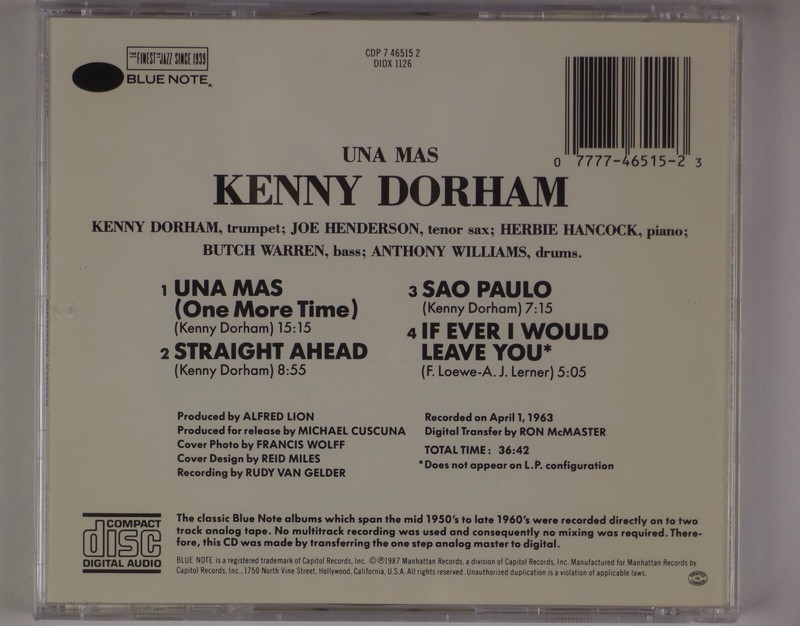 THE FINEST IN JAZZ SINCE 1939
BLUE NOTE®
CDP 7 46515 2
DIDX 1126
0 7777-46515-2 3
UNA MAS
KENNY DORHAM
KENNY DORHAM, trumpet; JOE HENDERSON, tenor sax; HERBIE HANCOCK, piano;
BUTCH WARREN, bass; ANTHONY WILLIAMS, drums.
1 UNA MAS
(One More Time)
(Kenny Dorham) 15:15
2 STRAIGHT AHEAD
(Kenny Dorham) 8:55
3 SAO PAULO
(Kenny Dorham) 7:15
4 IF EVER I WOULD
LEAVE YOU*
(F. Loewe-A. J. Lerner) 5:05
Produced by ALFRED LION
Produced for release by MICHAEL CUSCUNA
Cover Photo by FRANCIS WOLFF
Cover Design by REID MILES
Recording by RUDY VAN GELDER
Recorded on April 1, 1963
Digital Transfer by RON McMASTER
TOTAL TIME: 36:42
*Does not appear on L.P. configuration
COMPACT
disc
DIGITAL AUDIO
The classic Blue Note albums which span the mid 1950's to late 1960's were recorded directly on to two
track analog tape. No multitrack recording was used and consequently no mixing was required. There-
fore, this CD was made by transferring the one step analog master to digital.
BLUE NOTE is a registered trademark of Capitol Records, Inc. ©℗1987 Manhattan Records, a division of Capitol Records, Inc. Manufactured for Manhattan Records by
Capitol Records, Inc., 1750 North Vine Street, Hollywood, California, U.S.A. All rights reserved. Unauthorized duplication is a violation of applicable laws.